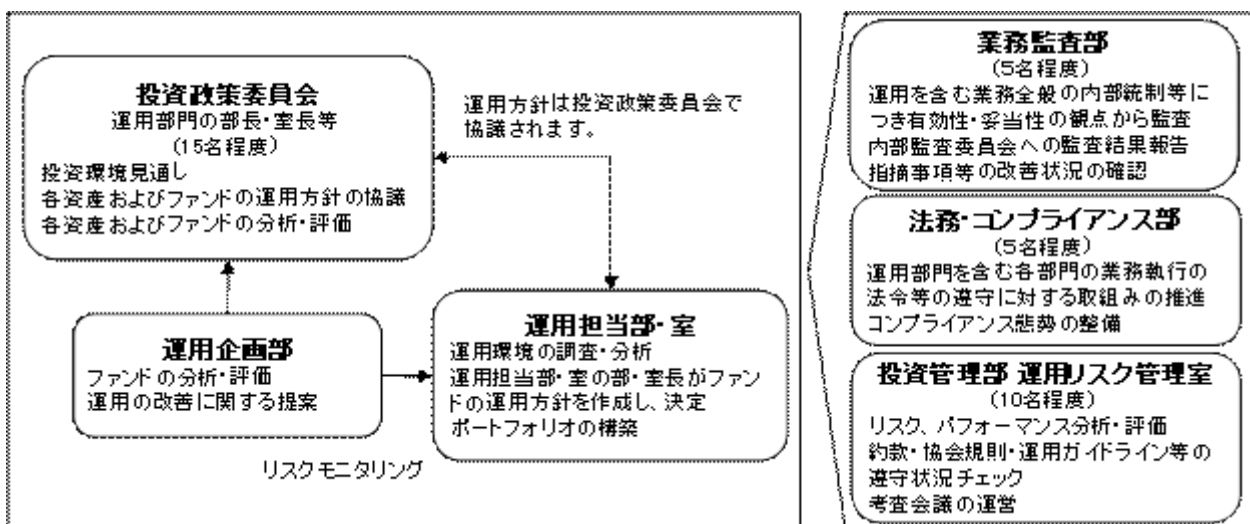 投資政策委員会
運用部門の部長・室長等
(15名程度)
投資環境見通し
各資産およびファンドの運用方針の協議
各資産およびファンドの分析・評価
運用方針は投資政策委員会で
協議されます。
運用企画部
ファンドの分析・評価
運用の改善に関する提案
運用担当部・室
運用環境の調査・分析
運用担当部・室の部・室長がファン
ドの運用方針を作成し、決定
ポートフォリオの構築
リスクモニタリング
業務監査部
(5名程度)
運用を含む業務全般の内部統制等に
つき有効性・妥当性の観点から監査
内部監査委員会への監査結果報告
指摘事項等の改善状況の確認
法務・コンプライアンス部
(5名程度)
運用部門を含む各部門の業務執行の
法令等の遵守に対する取組みの推進
コンプライアンス態勢の整備
投資管理部 運用リスク管理室
(10名程度)
リスク、パフォーマンス分析・評価
約款・協会規則・運用ガイドライン等の
遵守状況チェック
考査会議の運営